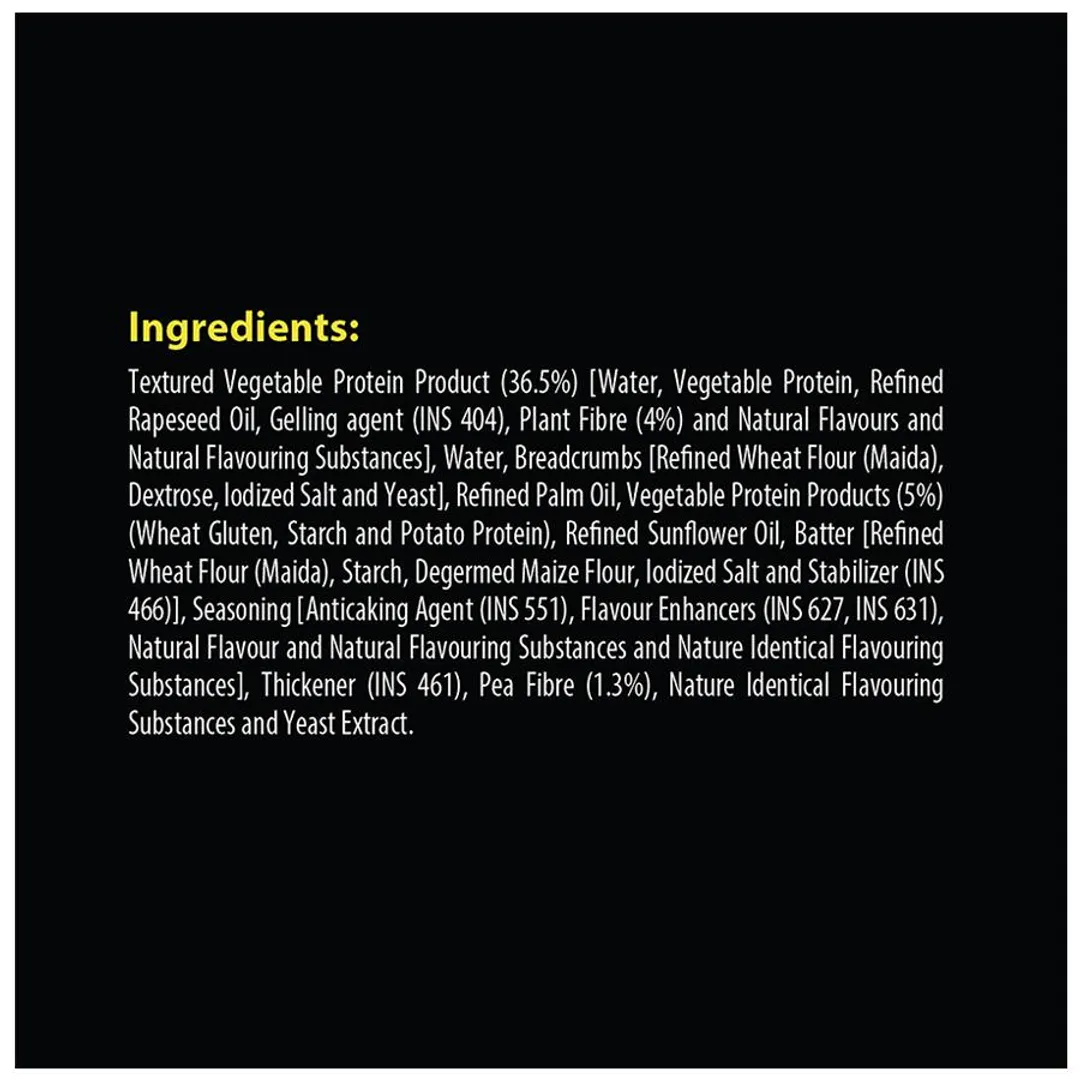 Ingredients:
Textured Vegetable Protein Product (36.5%) [Water, Vegetable Protein, Refined
Rapeseed Oil, Gelling agent (INS 404), Plant Fibre (4%) and Natural Flavours and
Natural Flavouring Substances], Water, Breadcrumbs [Refined Wheat Flour (Maida),
Dextrose, Iodized Salt and Yeast], Refined Palm Oil, Vegetable Protein Products (5%)
(Wheat Gluten, Starch and Potato Protein), Refined Sunflower Oil, Batter [Refined
Wheat Flour (Maida), Starch, Degermed Maize Flour, Iodized Salt and Stabilizer (INS
466)], Seasoning [Anticaking Agent (INS 551), Flavour Enhancers (INS 627, INS 631),
Natural Flavour and Natural Flavouring Substances and Nature Identical Flavouring
Substances], Thickener (INS 461), Pea Fibre (1.3%), Nature Identical Flavouring
Substances and Yeast Extract.